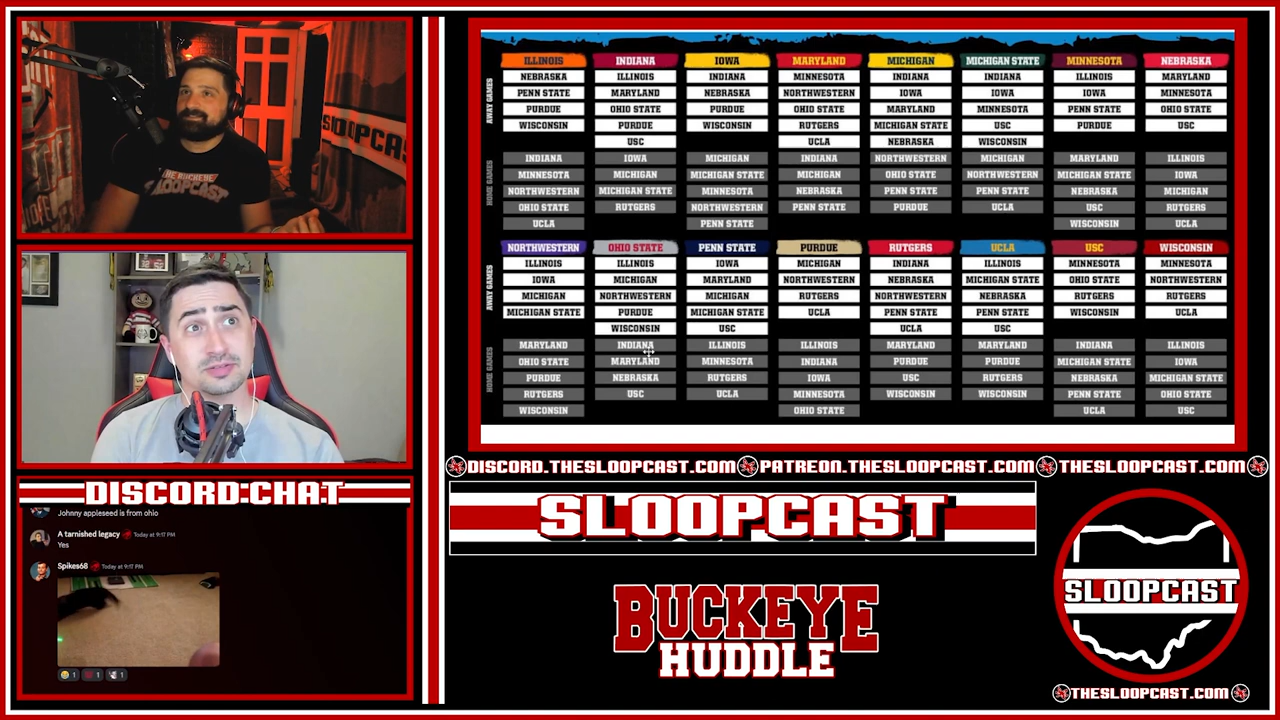 THE BUCKEYE
SLOOPCAST
SLOOPCAS
DISCORD:CHAT
Johnny appleseed is from ohio
A tarnished legacy Today at 9:17 PM
Yes
Spikes68 Today at 9:17 PM
1 1 1
ILLINOIS INDIANA IOWA MARYLAND MICHIGAN MICHIGAN STATE MINNESOTA NEBRASKA
AWAY GAMES
NEBRASKA ILLINOIS INDIANA MINNESOTA INDIANA INDIANA ILLINOIS MARYLAND
PENN STATE MARYLAND NEBRASKA NORTHWESTERN IOWA IOWA IOWA MINNESOTA
PURDUE OHIO STATE PURDUE OHIO STATE MARYLAND MINNESOTA PENN STATE OHIO STATE
WISCONSIN PURDUE WISCONSIN RUTGERS MICHIGAN STATE USC PURDUE USC
USC UCLA NEBRASKA WISCONSIN
HOME GAMES
INDIANA IOWA MICHIGAN INDIANA NORTHWESTERN MICHIGAN MARYLAND ILLINOIS
MINNESOTA MICHIGAN MICHIGAN STATE MICHIGAN OHIO STATE NORTHWESTERN MICHIGAN STATE IOWA
NORTHWESTERN MICHIGAN STATE MINNESOTA NEBRASKA PENN STATE PENN STATE NEBRASKA MICHIGAN
OHIO STATE RUTGERS NORTHWESTERN PENN STATE PURDUE UCLA USC RUTGERS
UCLA PENN STATE WISCONSIN UCLA
NORTHWESTERN OHIO STATE PENN STATE PURDUE RUTGERS UCLA USC WISCONSIN
AWAY GAMES
ILLINOIS ILLINOIS IOWA MICHIGAN INDIANA ILLINOIS MINNESOTA MINNESOTA
IOWA MICHIGAN MARYLAND NORTHWESTERN NEBRASKA MICHIGAN STATE OHIO STATE NORTHWESTERN
MICHIGAN NORTHWESTERN MICHIGAN RUTGERS NORTHWESTERN NEBRASKA RUTGERS RUTGERS
MICHIGAN STATE PURDUE MICHIGAN STATE UCLA PENN STATE PENN STATE WISCONSIN UCLA
WISCONSIN USC UCLA USC
HOME GAMES
MARYLAND INDIANA ILLINOIS ILLINOIS MARYLAND MARYLAND INDIANA ILLINOIS
OHIO STATE MARYLAND MINNESOTA INDIANA PURDUE PURDUE MICHIGAN STATE IOWA
PURDUE NEBRASKA RUTGERS IOWA USC RUTGERS NEBRASKA MICHIGAN STATE
RUTGERS USC UCLA MINNESOTA WISCONSIN WISCONSIN PENN STATE OHIO STATE
WISCONSIN OHIO STATE UCLA USC
DISCORD.THESLOOPCAST.COM PATREON.THESLOOPCAST.COM THESLOOPCAST.COM
SLOOPCAST
BUCKEYE
HUDDLE
SLOOPCAST
THESLOOPCAST.COM